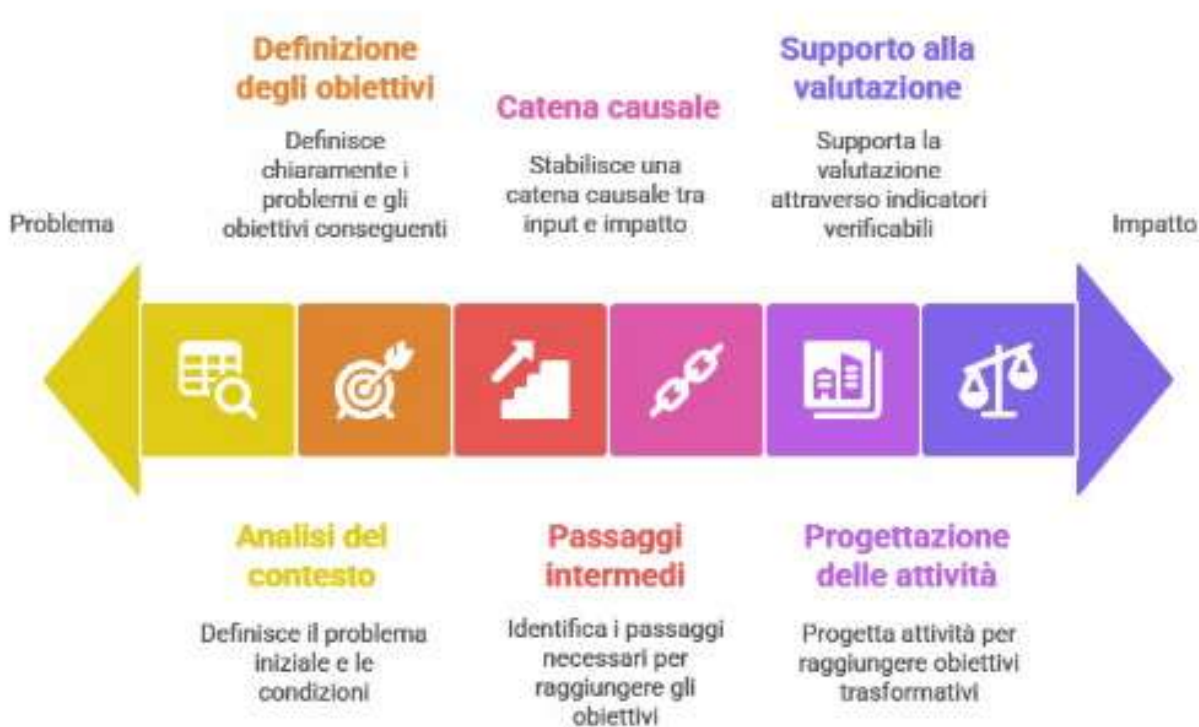 Definizione
degli obiettivi
Definisce
chiaramente i
problemi e gli
obiettivi conseguenti
Catena causale
Stabilisce una
catena causale tra
input e impatto
Supporto alla
valutazione
Supporta la
valutazione
attraverso indicatori
verificabili
Problema
Impatto
Analisi del
contesto
Definisce il problema
iniziale e le
condizioni
Passaggi
intermedi
Identifica i passaggi
necessari per
raggiungere gli
obiettivi
Progettazione
delle attività
Progetta attività per
raggiungere obiettivi
trasformativi